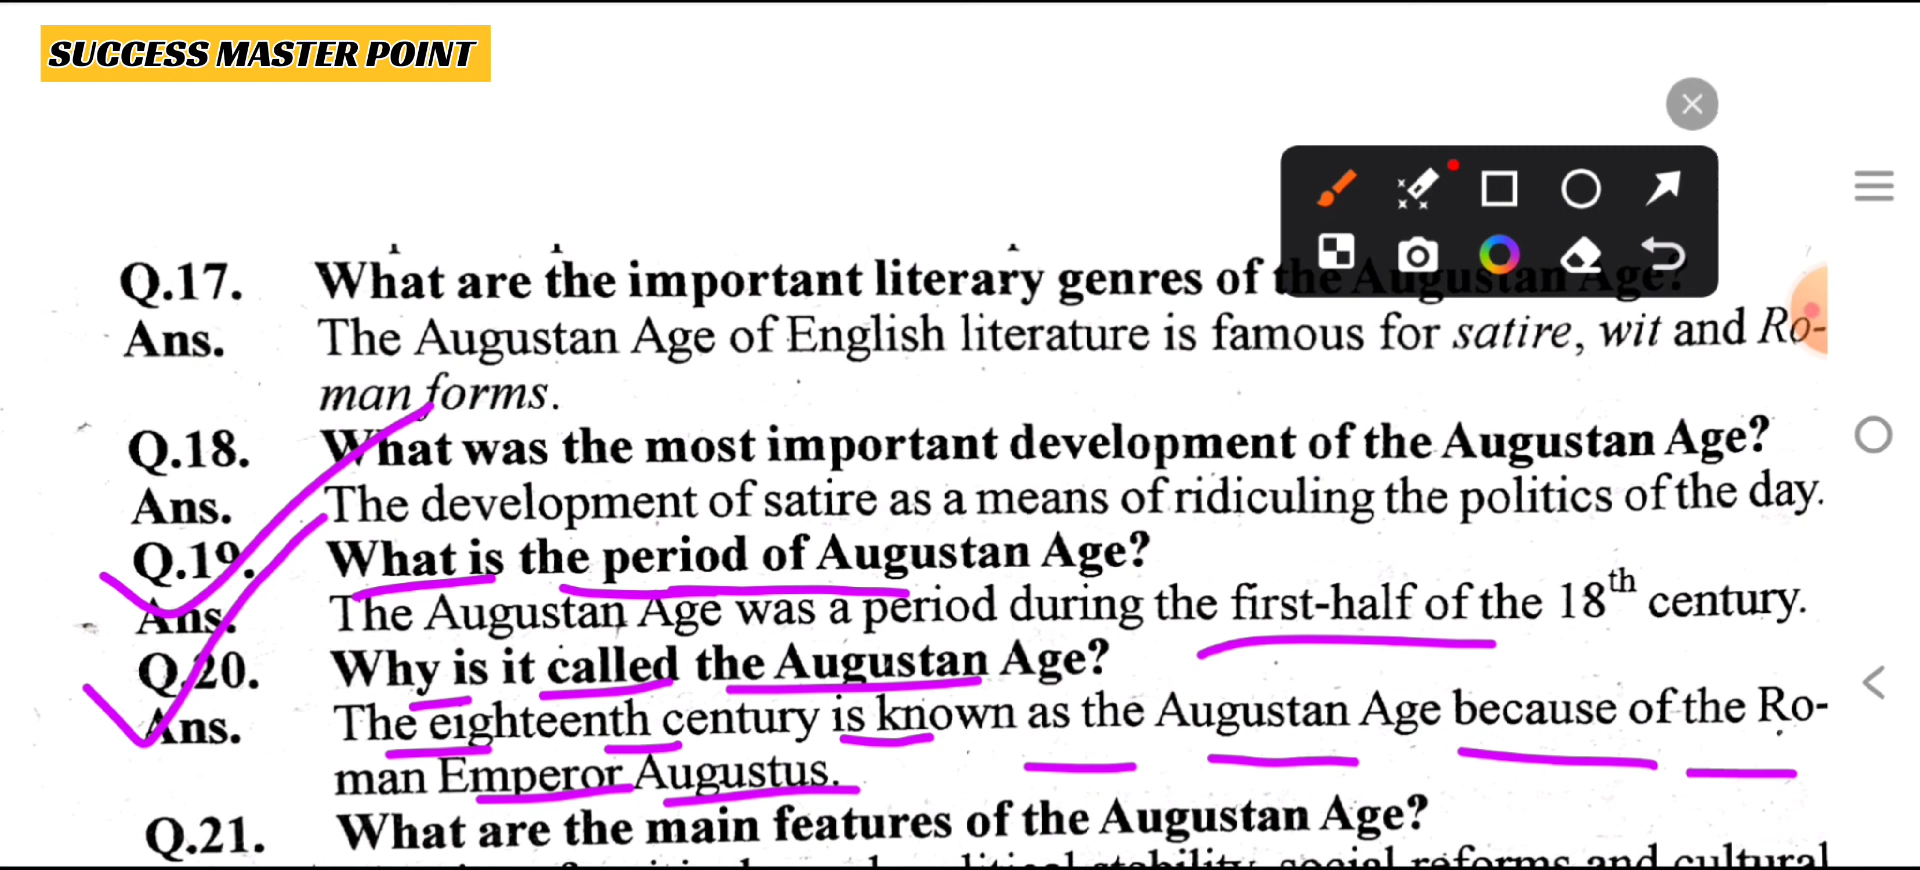 SUCCESS MASTER POINT
Q.17. What are the important literary genres of the Augustan Age?
Ans. The Augustan Age of English literature is famous for satire, wit and Ro-
man forms.
Q.18. What was the most important development of the Augustan Age?
Ans. The development of satire as a means of ridiculing the politics of the day.
Q.19. What is the period of Augustan Age?
Ans. The Augustan Age was a period during the first-half of the 18th century.
Q.20. Why is it called the Augustan Age?
Ans. The eighteenth century is known as the Augustan Age because of the Ro-
man Emperor Augustus.
Q.21. What are the main features of the Augustan Age?
stability, social reforms and cultural